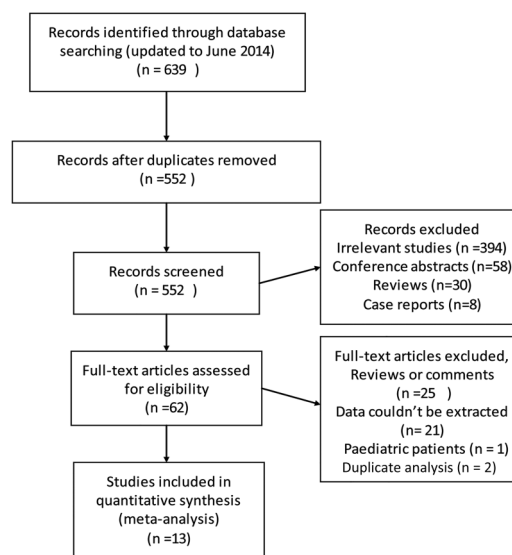 Records identified through database
searching (updated to June 2014)
(n = 639 )
Records after duplicates removed
(n =552 )
Records screened
(n = 552 )
Records excluded
Irrelevant studies (n =394)
Conference abstracts (n=58)
Reviews (n=30)
Case reports (n=8)
Full-text articles assessed
for eligibility
(n =62)
Full-text articles excluded,
Reviews or comments
(n =25 )
Data couldn't be extracted
(n= 21)
Paediatric patients (n = 1)
Duplicate analysis (n = 2)
Studies included in
quantitative synthesis
(meta-analysis)
(n =13)